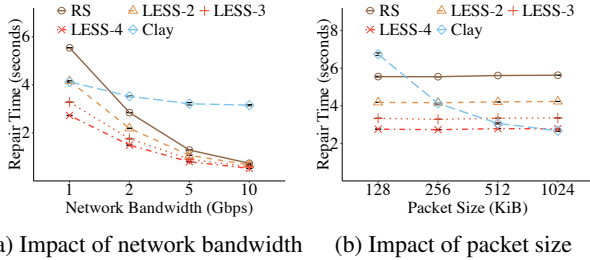 RS LESS-2 LESS-3
LESS-4 Clay
Repair Time (seconds)
6
4
2
1 2 5 10
Network Bandwidth (Gbps)
a) Impact of network bandwidth
RS LESS-2 LESS-3
LESS-4 Clay
Repair Time (seconds)
8
6
4
2
128 256 512 1024
Packet Size (KiB)
(b) Impact of packet size